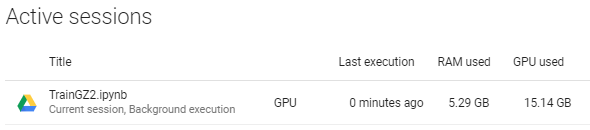 Active sessions
Title Last execution RAM used GPU used
TrainGZ2.ipynb
Current session, Background execution GPU 0 minutes ago 5.29 GB 15.14 GB